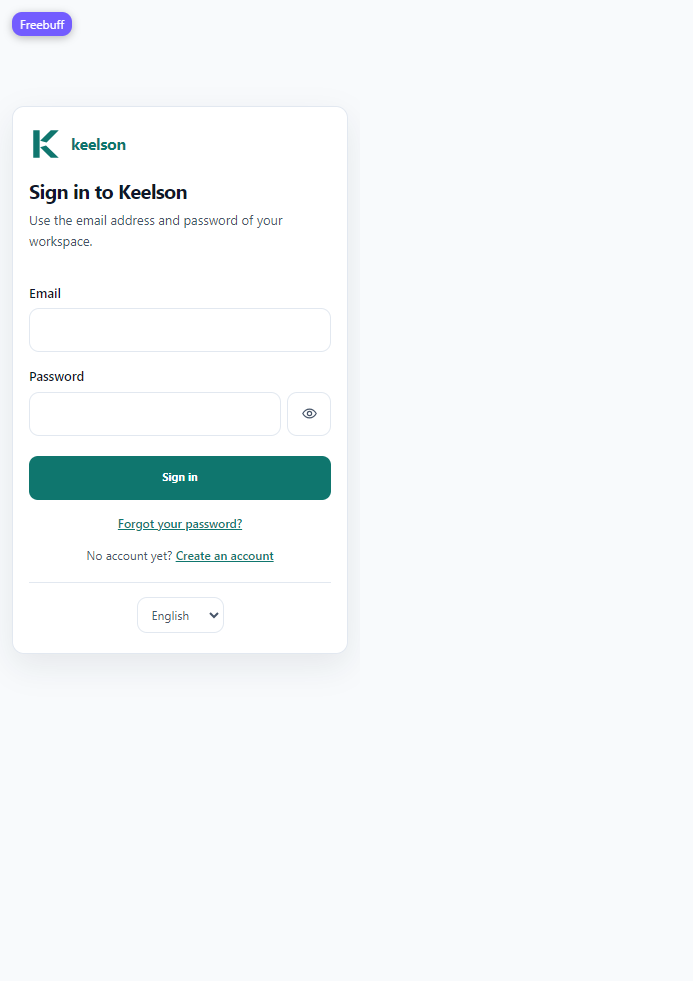 Freebuff
keelson
Sign in to Keelson
Use the email address and password of your
workspace.
Email
Password
Sign in
Forgot your password?
No account yet? Create an account
English